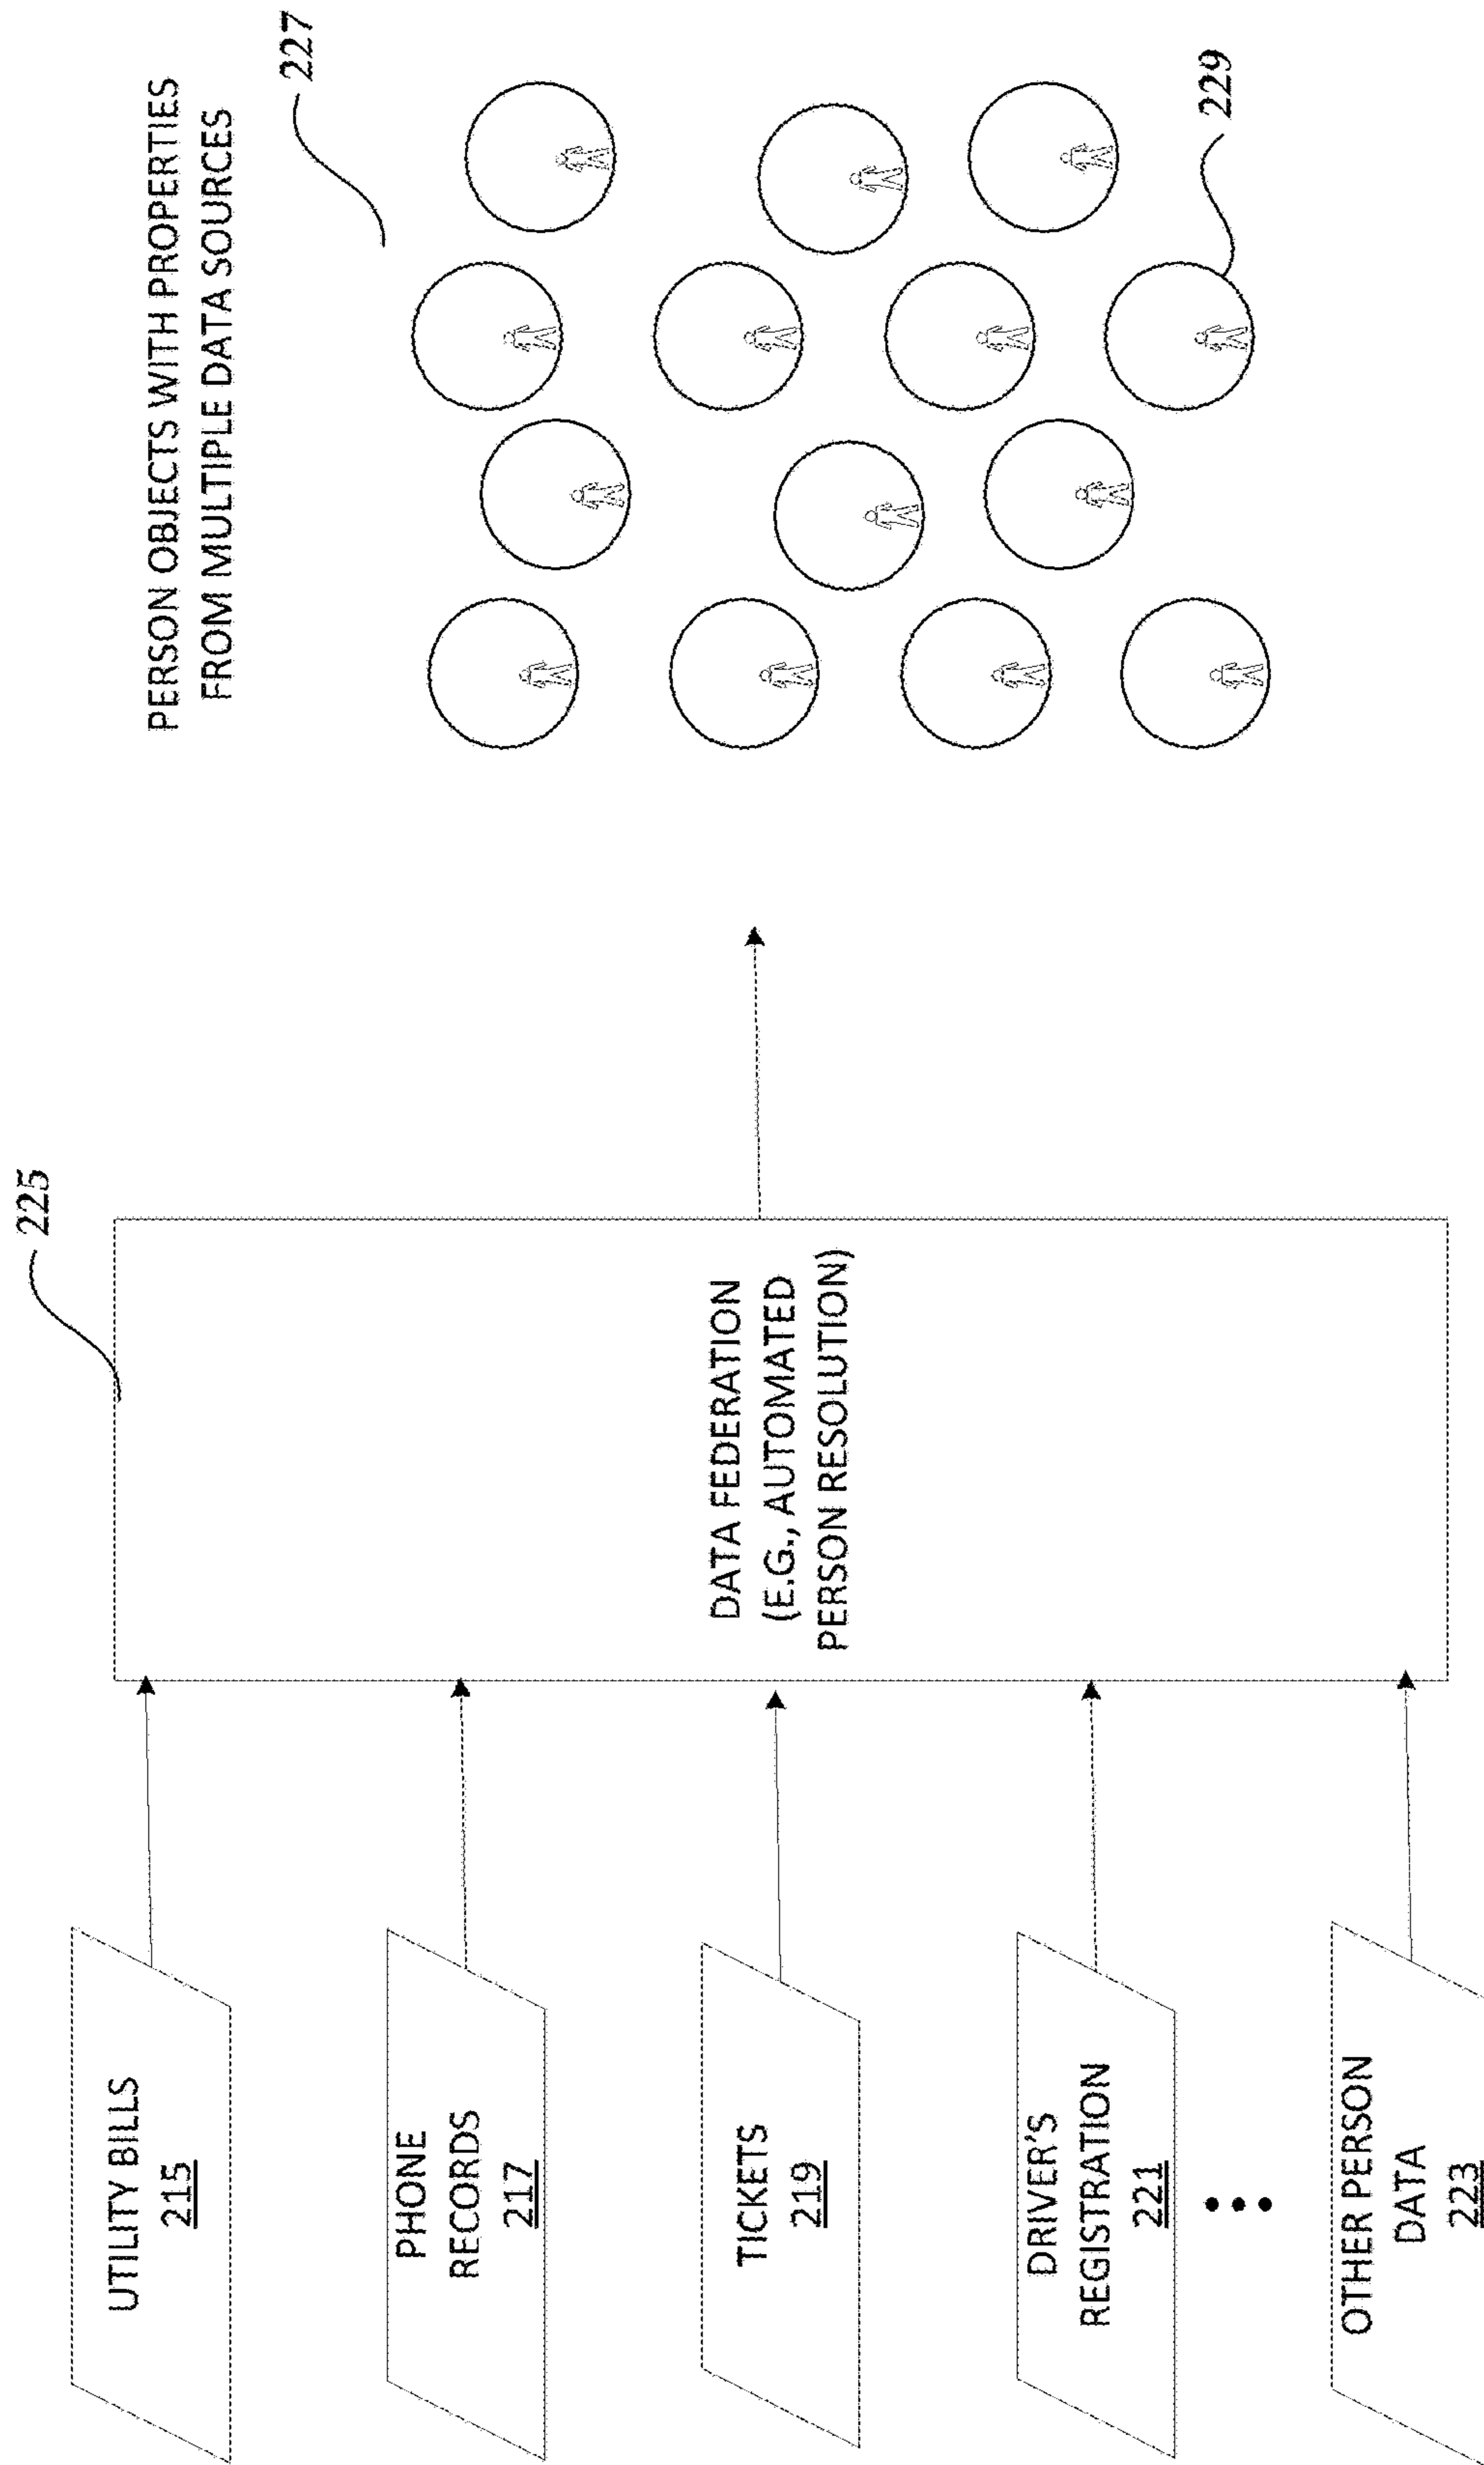 UTILITY BILLS
215
PHONE
RECORDS
217
TICKETS
219
DRIVER'S
REGISTRATION
221
OTHER PERSON
DATA
223
225
DATA FEDERATION
(E.G., AUTOMATED
PERSON RESOLUTION)
PERSON OBJECTS WITH PROPERTIES
FROM MULTIPLE DATA SOURCES
227
229